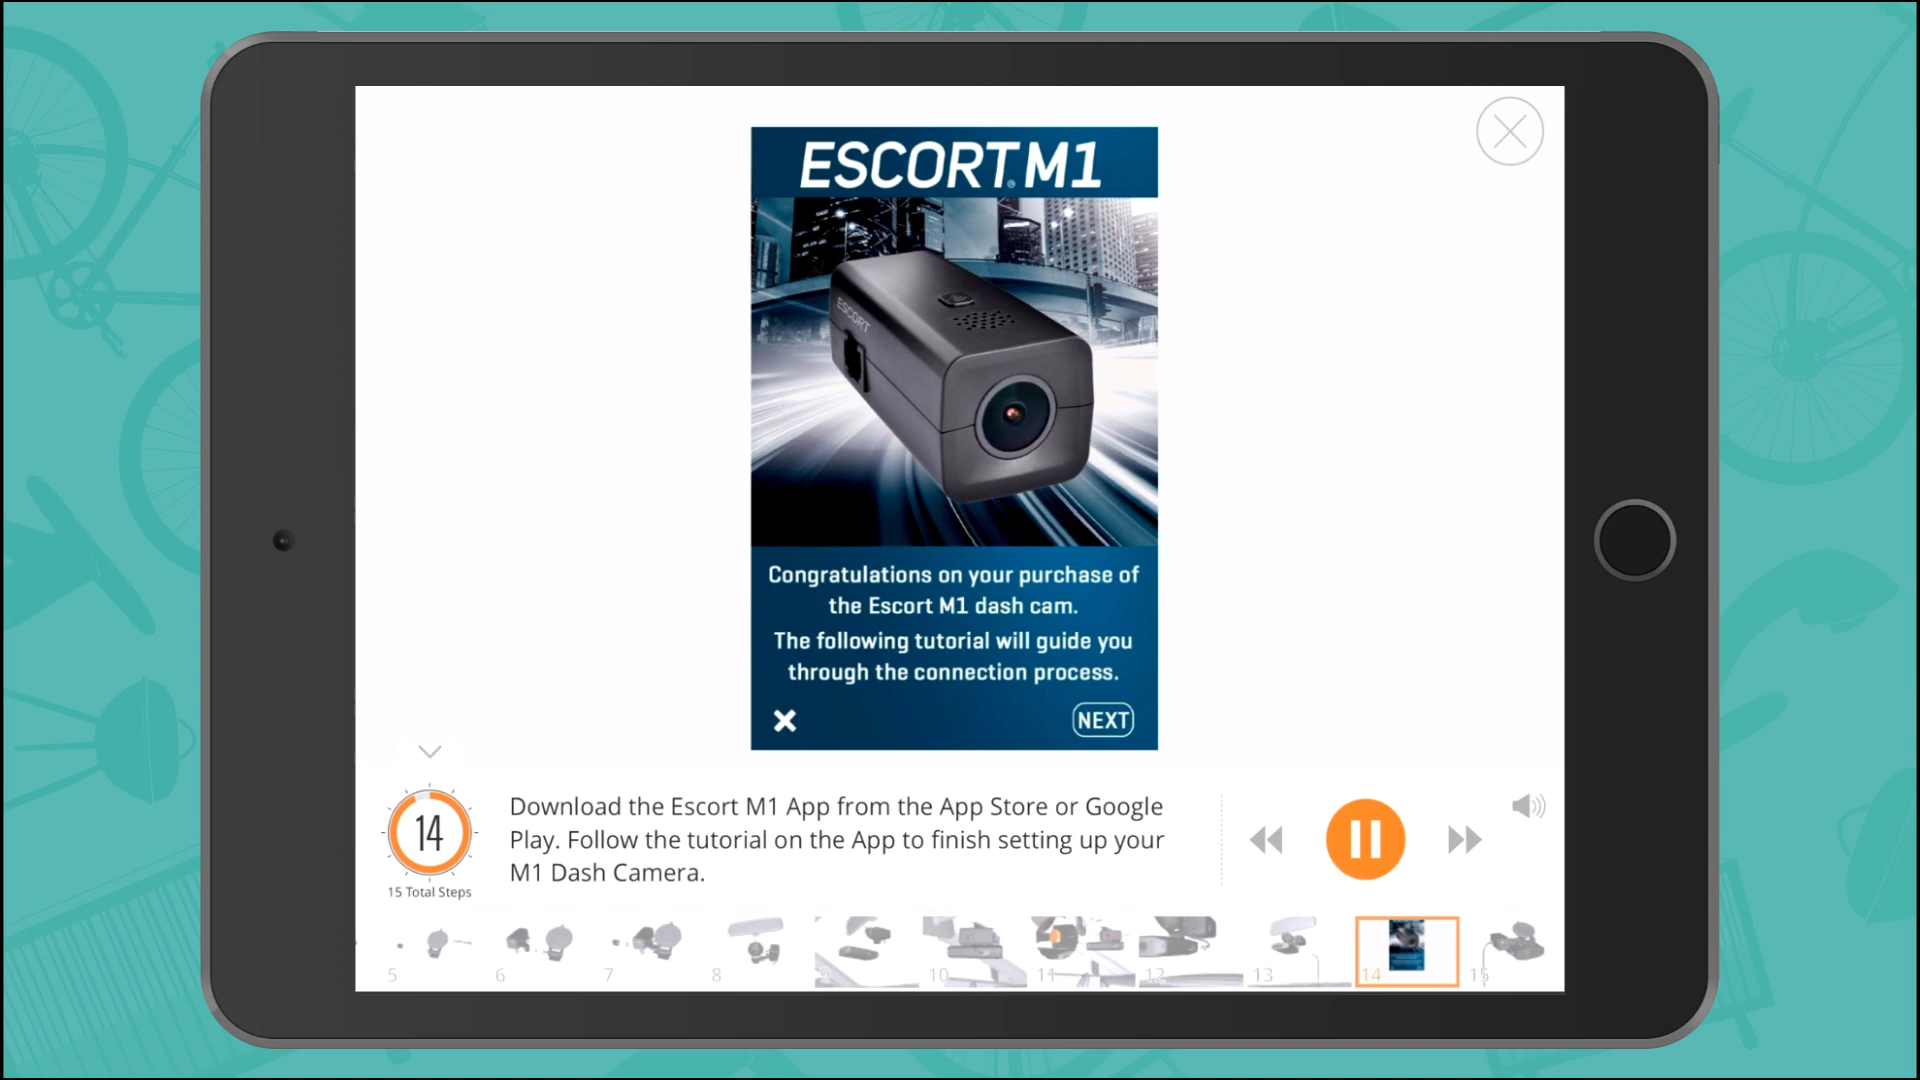 ESCORT® M1
ESCORT
Congratulations on your purchase of
the Escort M1 dash cam.
The following tutorial will guide you
through the connection process.
NEXT
14
15 Total Steps
Download the Escort M1 App from the App Store or Google
Play. Follow the tutorial on the App to finish setting up your
M1 Dash Camera.
5 6 7 8 9 10 11 12 13 14 15